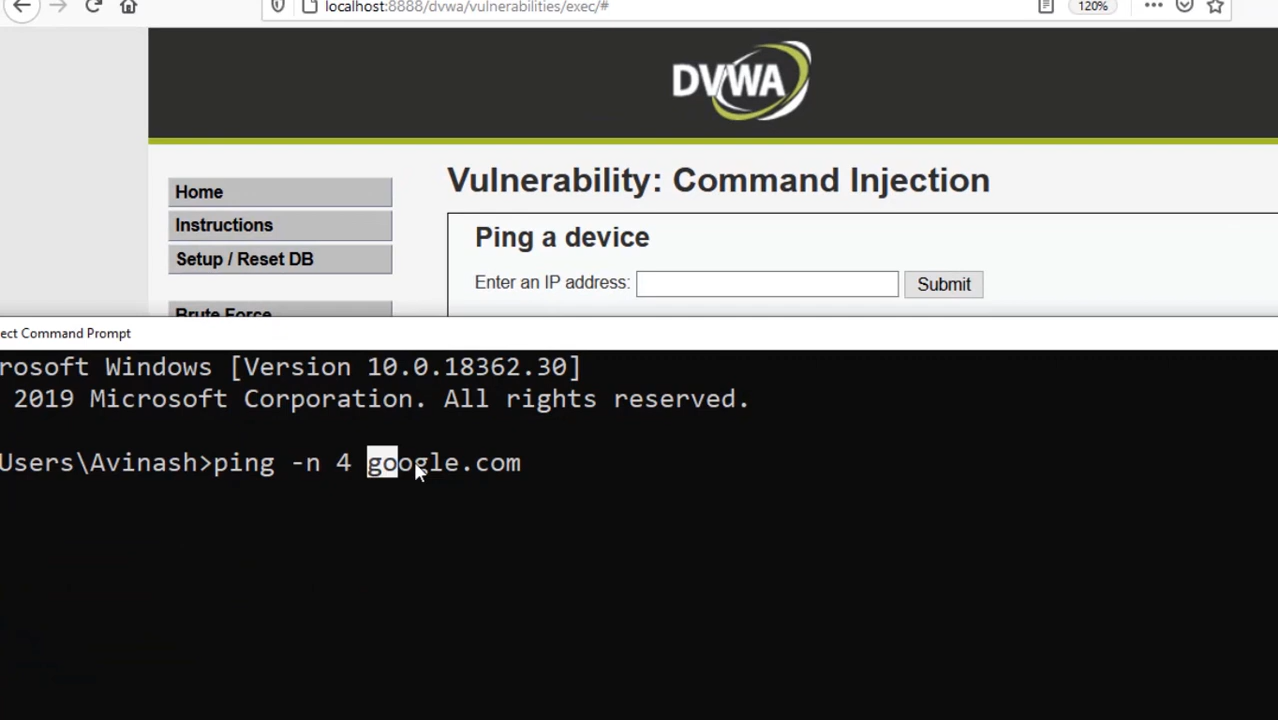 localhost:8888/dvwa/vulnerabilities/exec/#
120%
DVWA
Home
Instructions
Setup / Reset DB
Brute Force
Vulnerability: Command Injection
Ping a device
Enter an IP address:
Submit
ect Command Prompt
rosoft Windows [Version 10.0.18362.30]
2019 Microsoft Corporation. All rights reserved.
Users\Avinash>ping -n 4 google.com